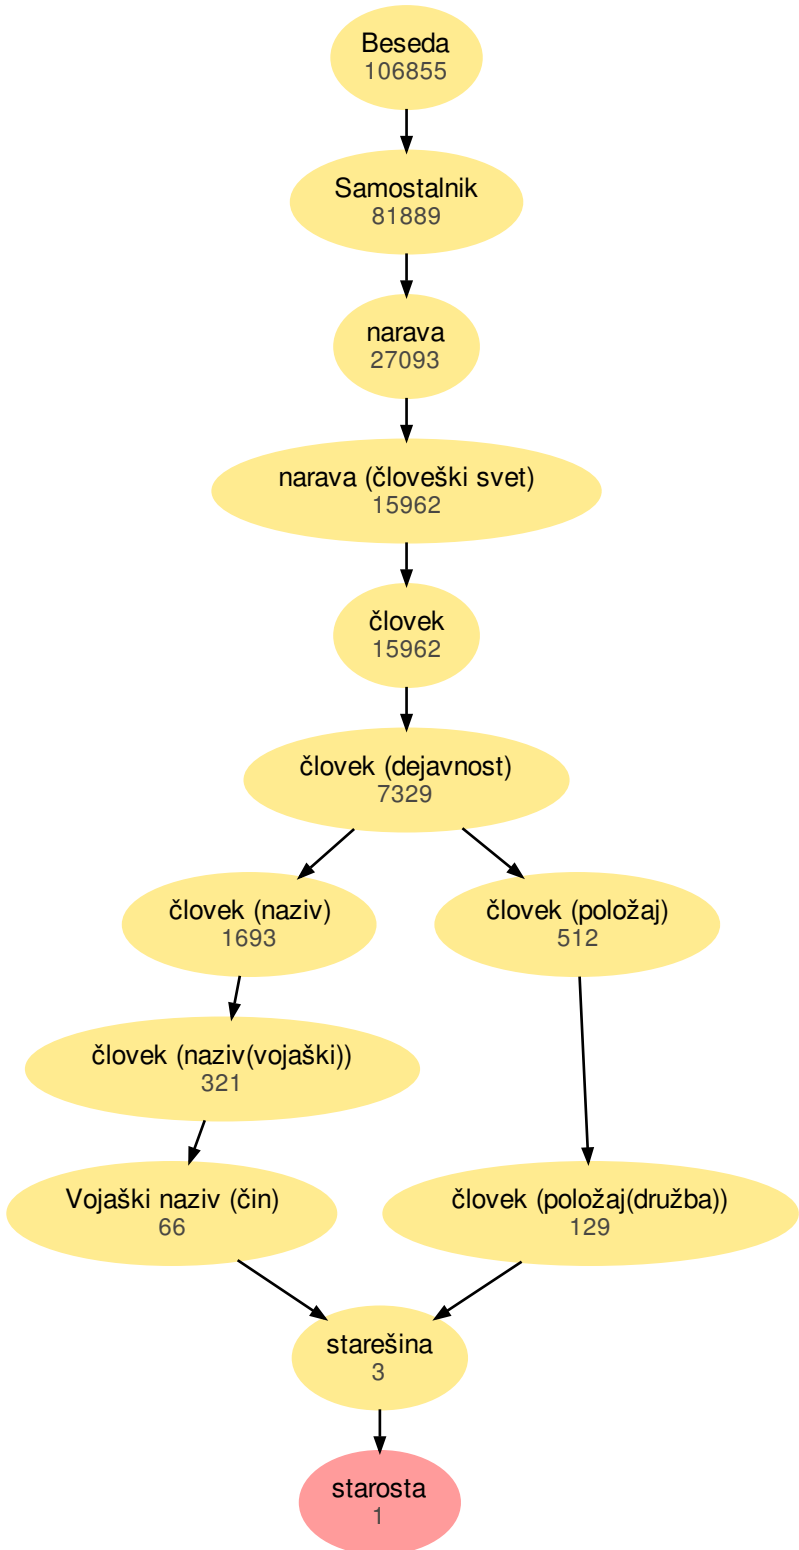 Beseda
106855
Samostalnik
81889
narava
27093
narava (človeški svet)
15962
človek
15962
človek (dejavnost)
7329
človek (naziv)
1693
človek (položaj)
512
človek (naziv(vojaški))
321
Vojaški naziv (čin)
66
človek (položaj(družba))
129
starešina
3
starosta
1